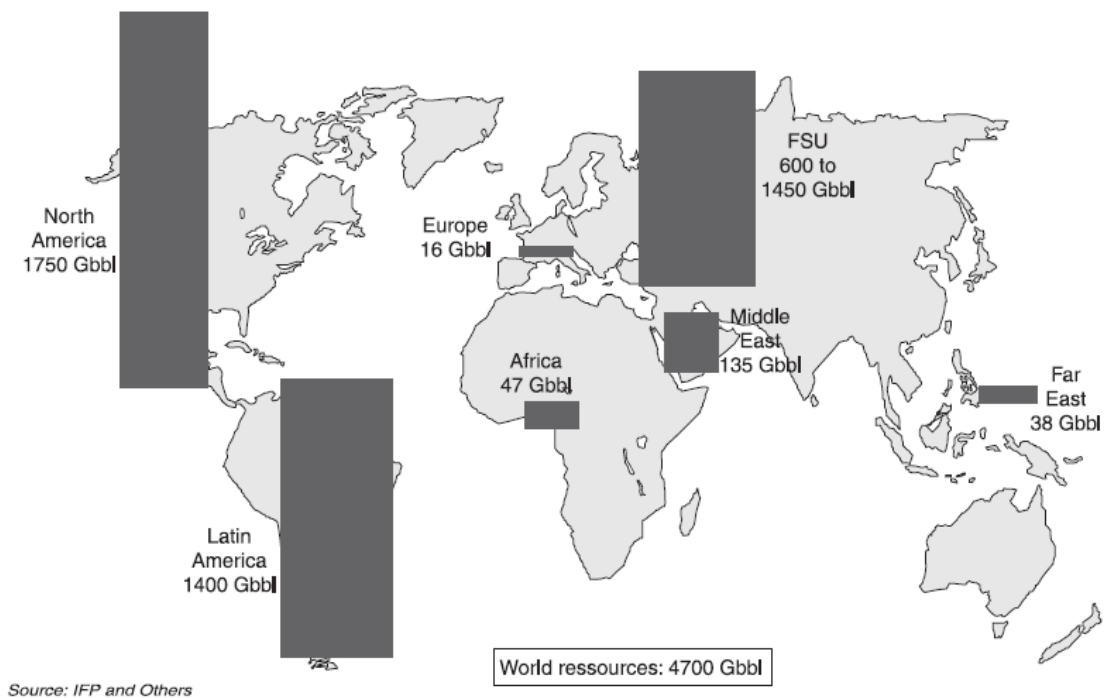 FSU
600 to
1450 Gbbl
North
America
1750 Gbbl
Europe
16 Gbbl
Middle
East
135 Gbbl
Africa
47 Gbbl
Far
East
38 Gbbl
Latin
America
1400 Gbbl
World ressources: 4700 Gbbl
Source: IFP and Others